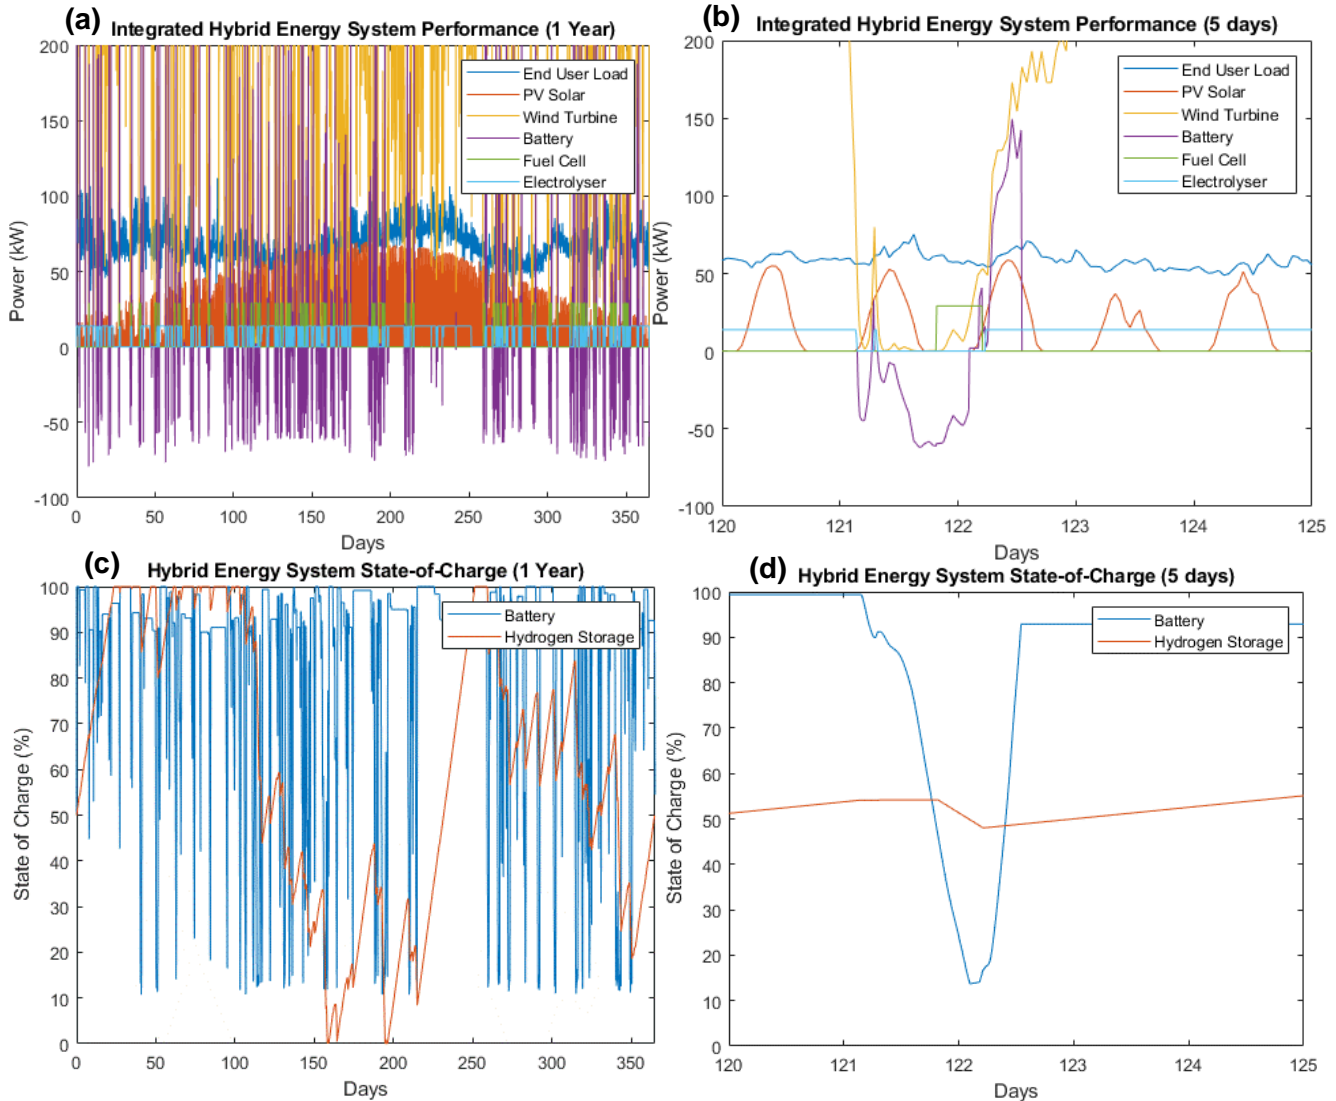 (a)
Integrated Hybrid Energy System Performance (1 Year)
200
150
100
50
0
-50
-100
Power (kW)
End User Load
PV Solar
Wind Turbine
Battery
Fuel Cell
Electrolyser
0 50 100 150 200 250 300 350
Days
(b)
Integrated Hybrid Energy System Performance (5 days)
200
150
100
50
0
-50
-100
Power (kW)
End User Load
PV Solar
Wind Turbine
Battery
Fuel Cell
Electrolyser
120 121 122 123 124 125
Days
(c)
Hybrid Energy System State-of-Charge (1 Year)
100
90
80
70
60
50
40
30
20
10
0
State of Charge (%)
Battery
Hydrogen Storage
0 50 100 150 200 250 300 350
Days
(d)
Hybrid Energy System State-of-Charge (5 days)
100
90
80
70
60
50
40
30
20
10
0
State of Charge (%)
Battery
Hydrogen Storage
120 121 122 123 124 125
Days